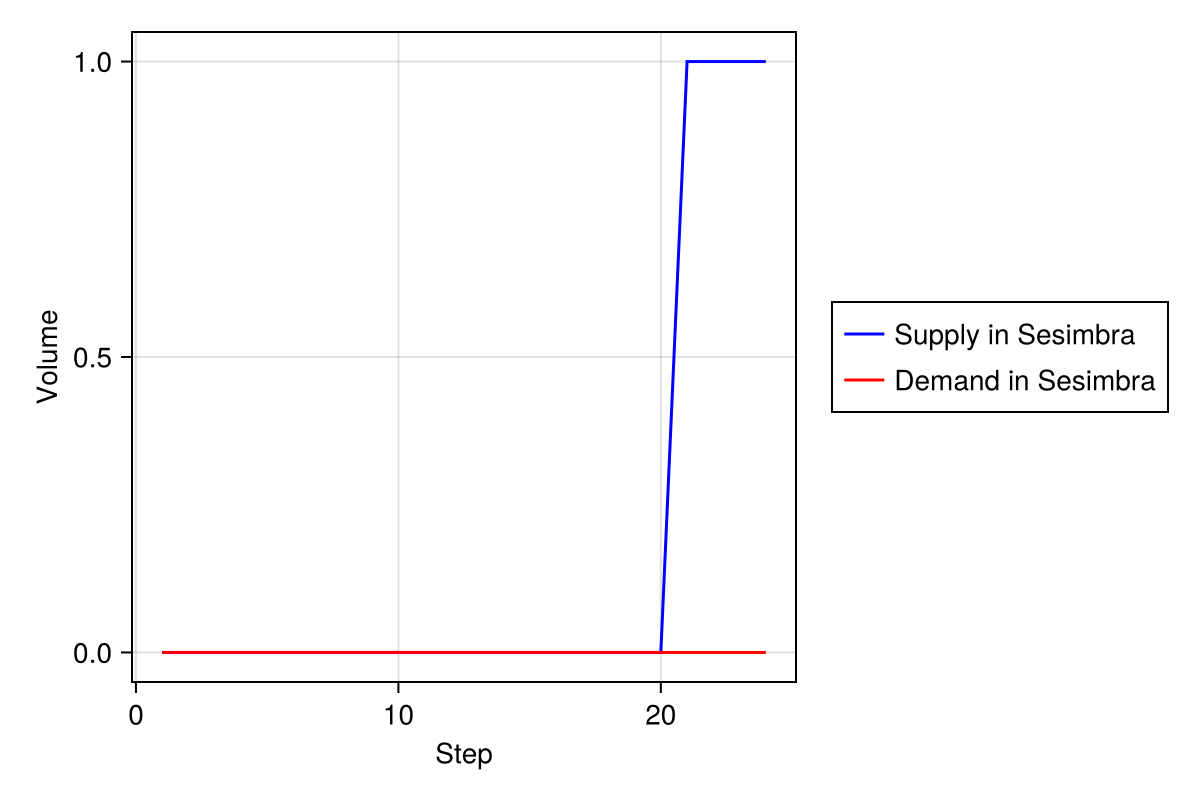 1.0
0.5
0.0
Volume
0 10 20
Step
Supply in Sesimbra
Demand in Sesimbra